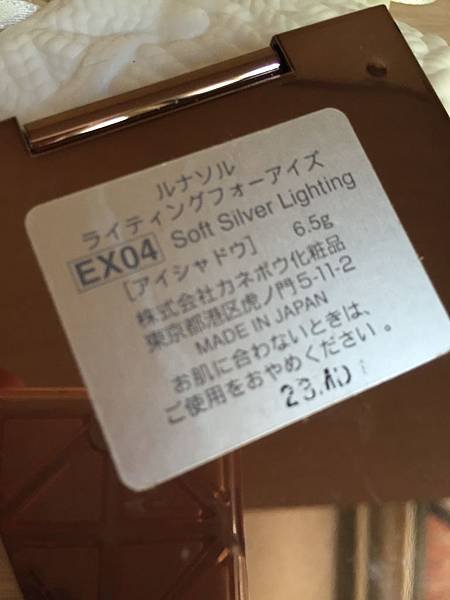 ルナソル
ライティングフォーアイズ
EX04 Soft Silver Lighting
[アイシャドウ] 6.5g
株式会社カネボウ化粧品
東京都港区虎ノ門5-11-2
MADE IN JAPAN
お肌に合わないときは、
ご使用をおやめください。